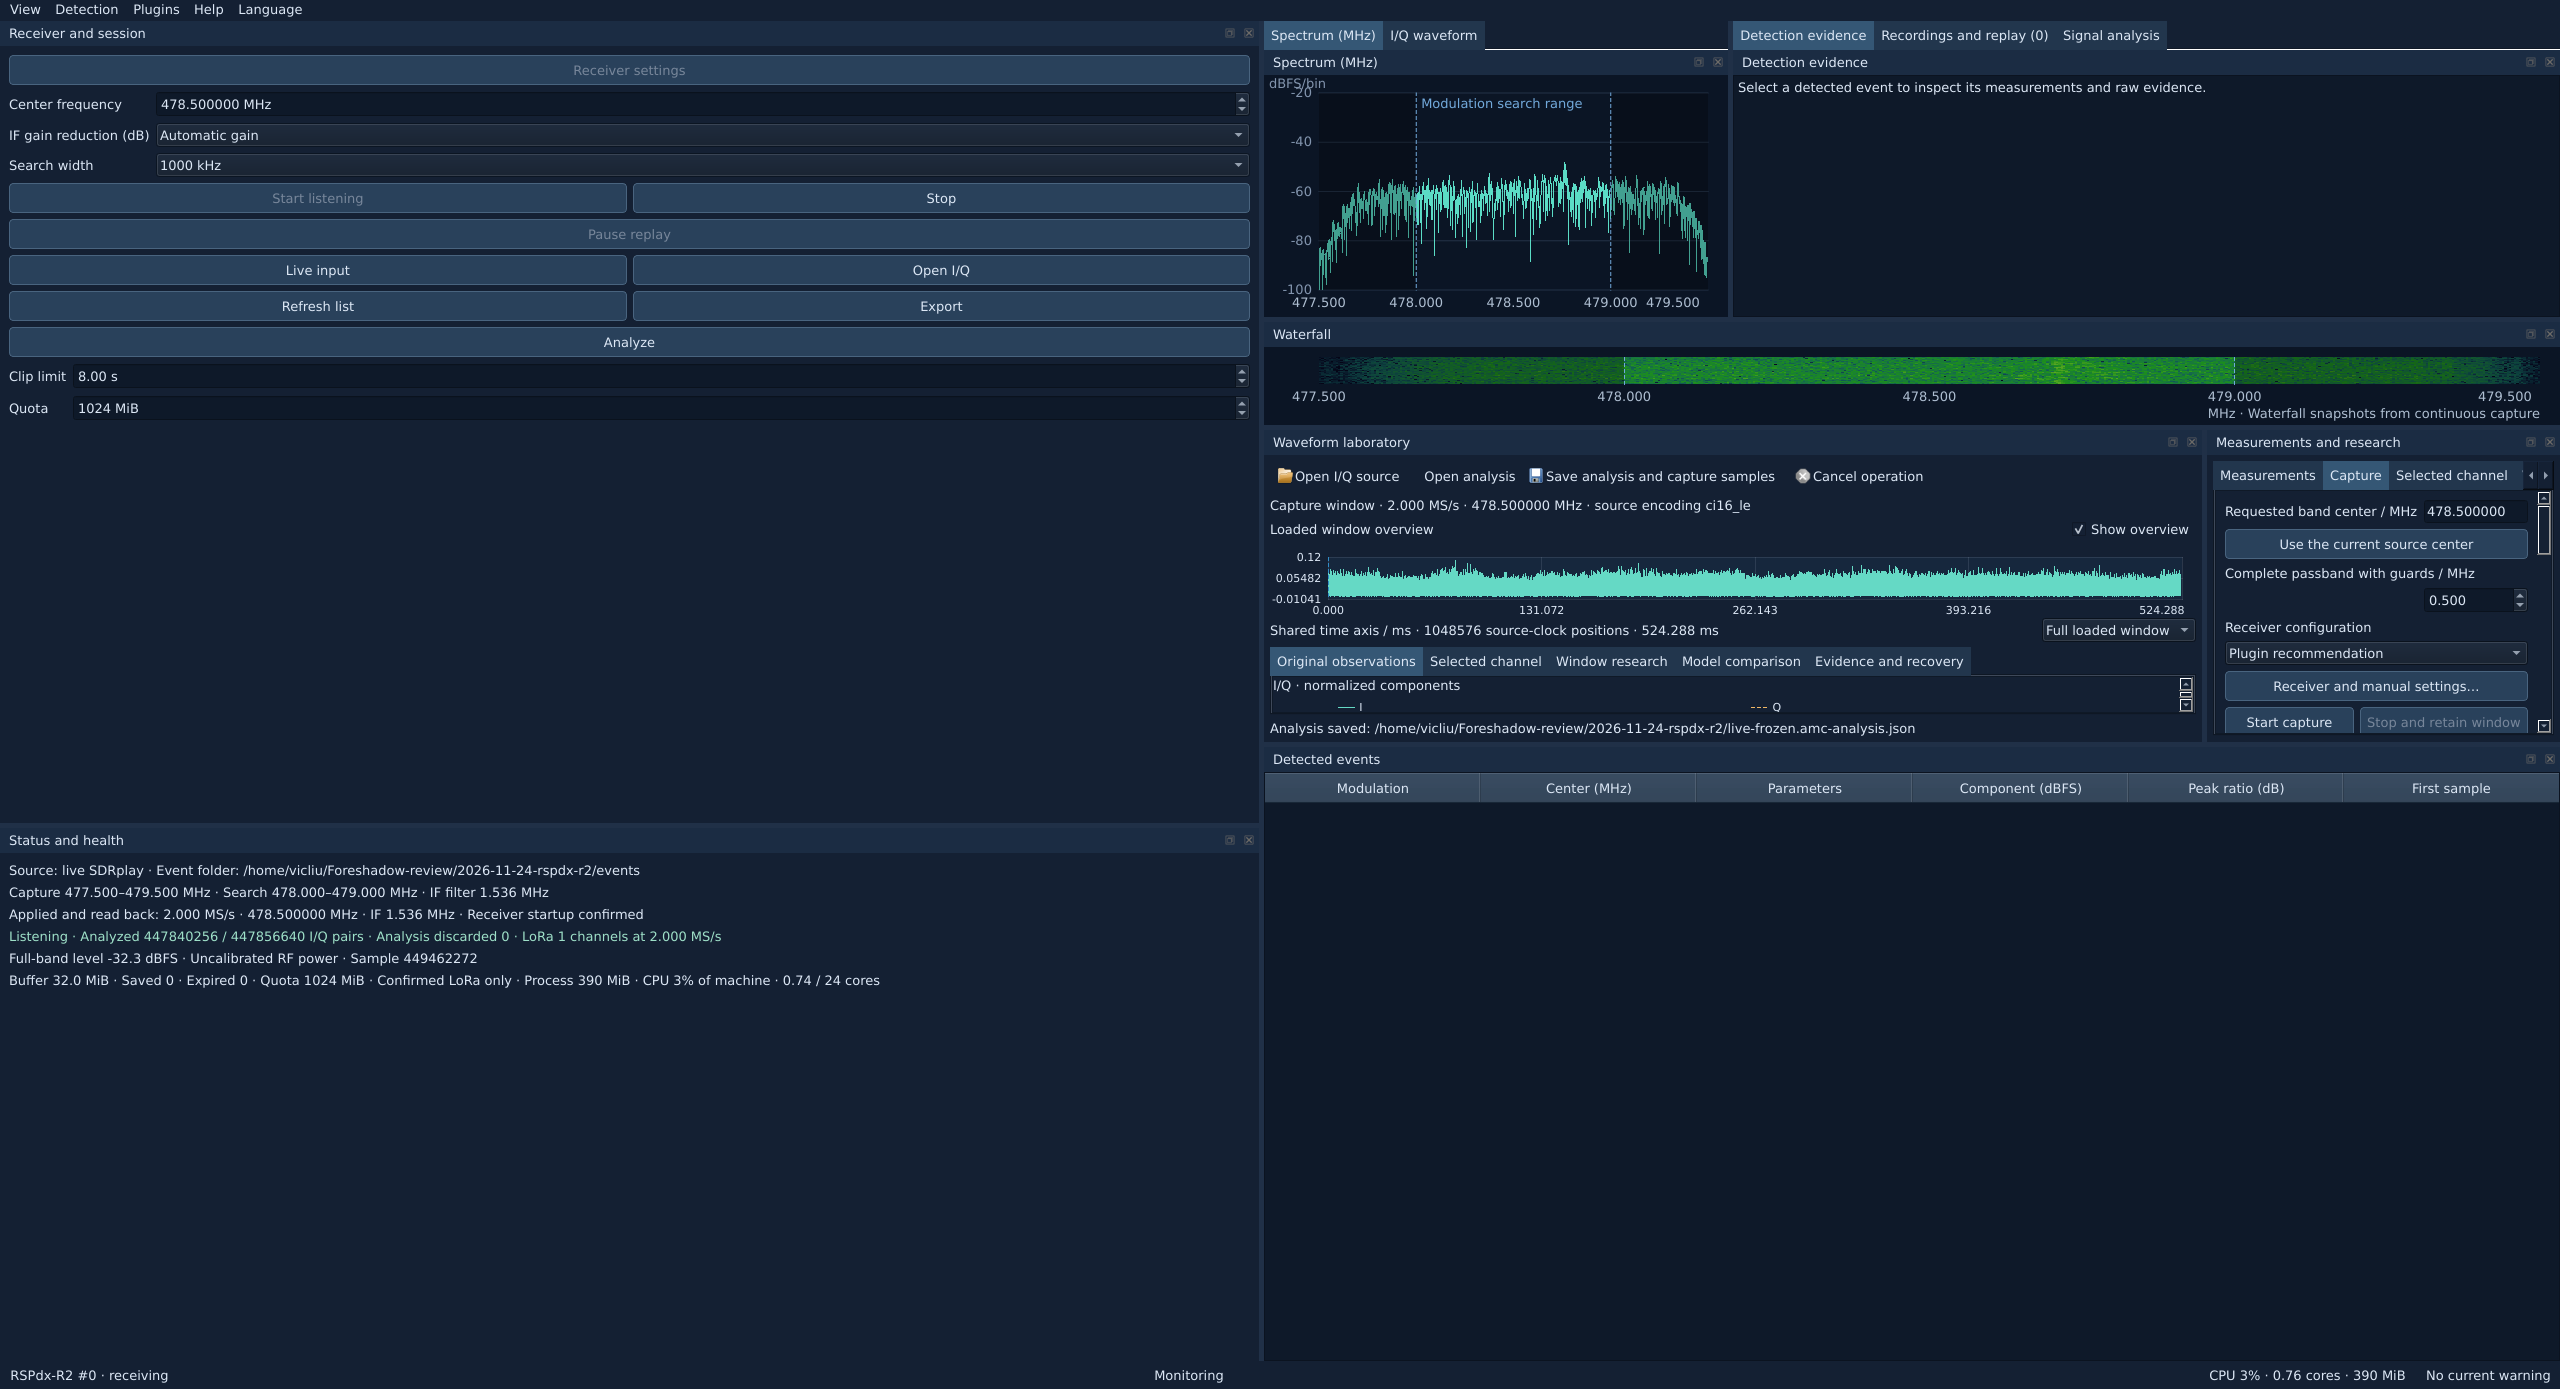 View Detection Plugins Help Language
Receiver and session
Receiver settings
Center frequency 478.500000 MHz
IF gain reduction (dB) Automatic gain
Search width 1000 kHz
Start listening Stop
Pause replay
Live input Open I/Q
Refresh list Export
Analyze
Clip limit 8.00 s
Quota 1024 MiB
Status and health
Source: live SDRplay · Event folder: /home/vicliu/Foreshadow-review/2026-11-24-rspdx-r2/events
Capture 477.500–479.500 MHz · Search 478.000–479.000 MHz · IF filter 1.536 MHz
Applied and read back: 2.000 MS/s · 478.500000 MHz · IF 1.536 MHz · Receiver startup confirmed
Listening · Analyzed 447840256 / 447856640 I/Q pairs · Analysis discarded 0 · LoRa 1 channels at 2.000 MS/s
Full-band level -32.3 dBFS · Uncalibrated RF power · Sample 449462272
Buffer 32.0 MiB · Saved 0 · Expired 0 · Quota 1024 MiB · Confirmed LoRa only · Process 390 MiB · CPU 3% of machine · 0.74 / 24 cores
Spectrum (MHz) I/Q waveform
Spectrum (MHz)
dBFS/bin
-20
Modulation search range
-40
-60
-80
-100
477.500 478.000 478.500 479.000 479.500
Detection evidence Recordings and replay (0) Signal analysis
Detection evidence
Select a detected event to inspect its measurements and raw evidence.
Waterfall
477.500 478.000 478.500 479.000 479.500
MHz · Waterfall snapshots from continuous capture
Waveform laboratory
Open I/Q source Open analysis Save analysis and capture samples Cancel operation
Capture window · 2.000 MS/s · 478.500000 MHz · source encoding ci16_le
Loaded window overview ✓ Show overview
0.12
0.05482
-0.01041
0.000 131.072 262.143 393.216 524.288
Shared time axis / ms · 1048576 source-clock positions · 524.288 ms Full loaded window
Original observations Selected channel Window research Model comparison Evidence and recovery
I/Q · normalized components
I Q
Analysis saved: /home/vicliu/Foreshadow-review/2026-11-24-rspdx-r2/live-frozen.amc-analysis.json
Measurements and research
Measurements Capture Selected channel
Requested band center / MHz 478.500000
Use the current source center
Complete passband with guards / MHz
0.500
Receiver configuration
Plugin recommendation
Receiver and manual settings...
Start capture Stop and retain window
Detected events
Modulation Center (MHz) Parameters Component (dBFS) Peak ratio (dB) First sample
RSPdx-R2 #0 · receiving Monitoring CPU 3% · 0.76 cores · 390 MiB No current warning